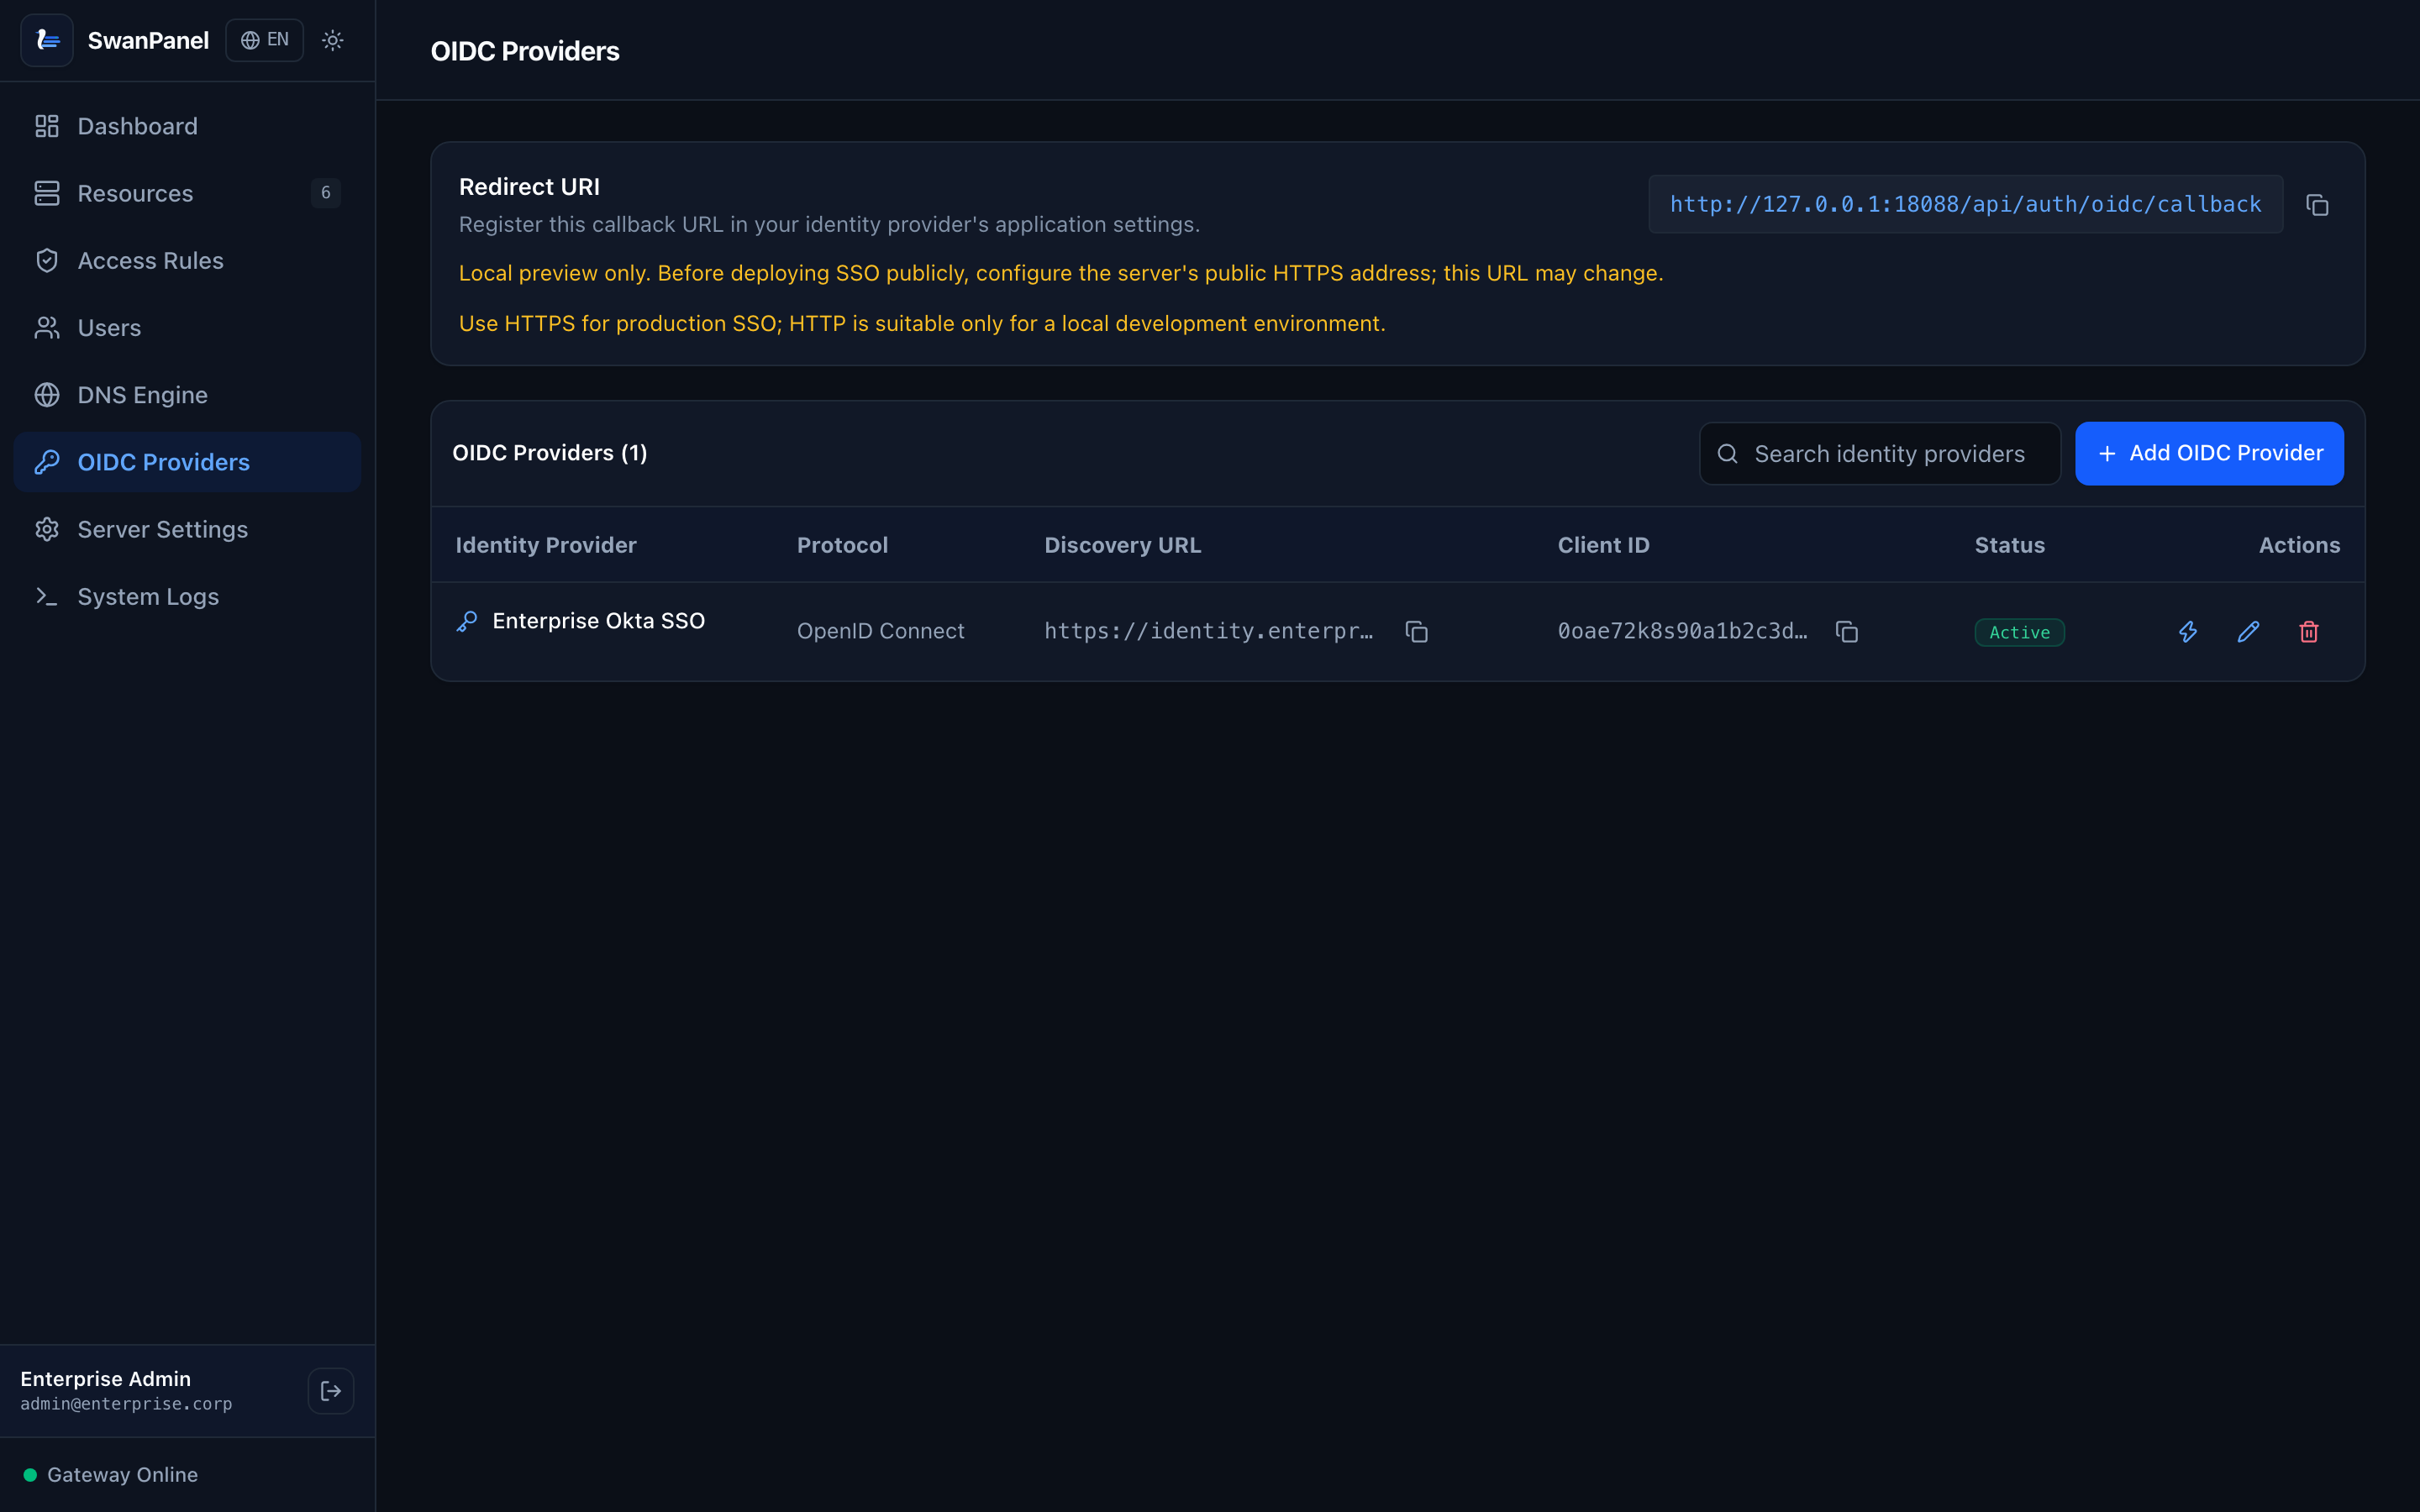 SwanPanel
EN
Dashboard
Resources
6
Access Rules
Users
DNS Engine
OIDC Providers
Server Settings
System Logs
Enterprise Admin
admin@enterprise.corp
Gateway Online
OIDC Providers
Redirect URI
Register this callback URL in your identity provider's application settings.
http://127.0.0.1:18088/api/auth/oidc/callback
Local preview only. Before deploying SSO publicly, configure the server's public HTTPS address; this URL may change.
Use HTTPS for production SSO; HTTP is suitable only for a local development environment.
OIDC Providers (1)
Search identity providers
Add OIDC Provider
Identity Provider Protocol Discovery URL Client ID Status Actions
Enterprise Okta SSO OpenID Connect https://identity.enterpr… 0oae72k8s90a1b2c3d… Active